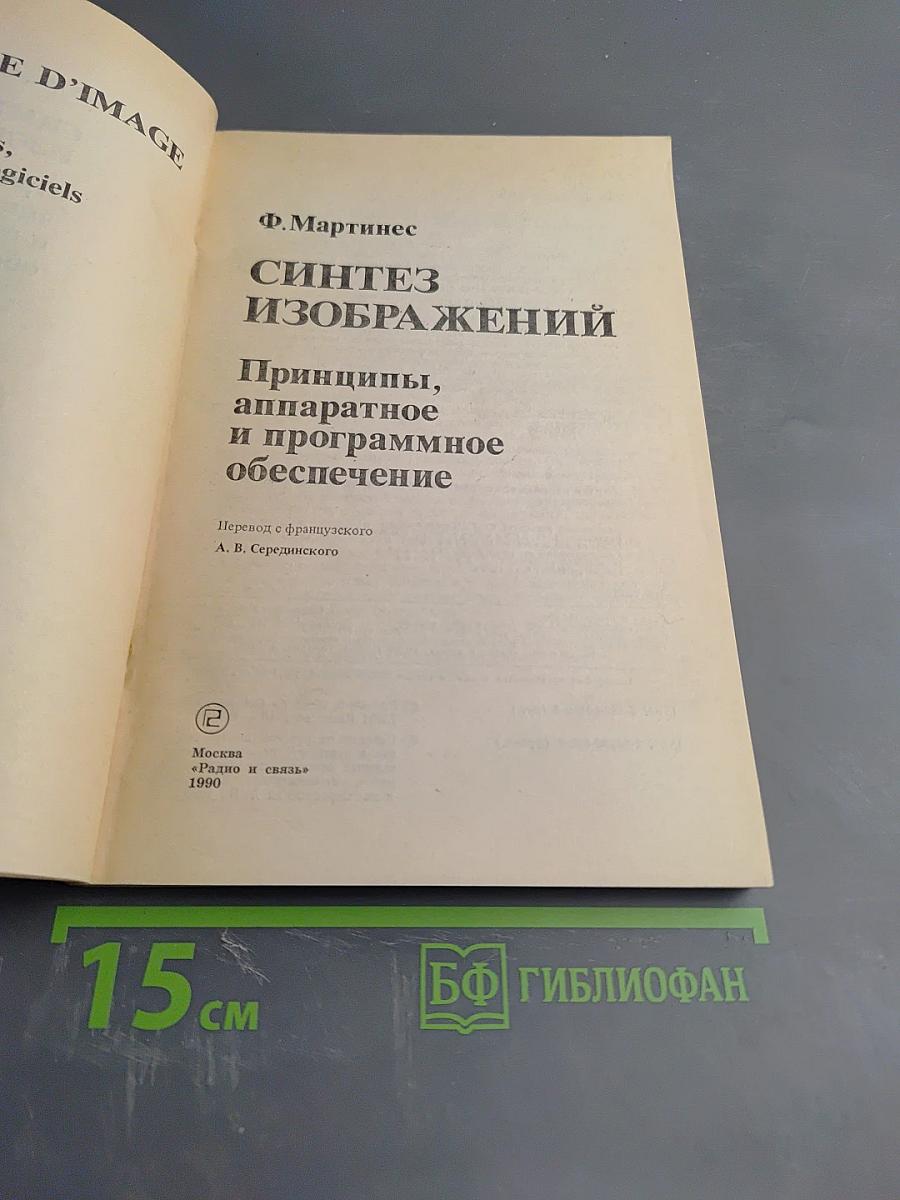 E D'IMAGE
s,
giciels
Ф. Мартинес
СИНТЕЗ
ИЗОБРАЖЕНИЙ
Принципы,
аппаратное
и программное
обеспечение
Перевод с французского
А. В. Серединского
Москва
«Радио и связь»
1990
15 см
БФ ГИБЛИОФАН